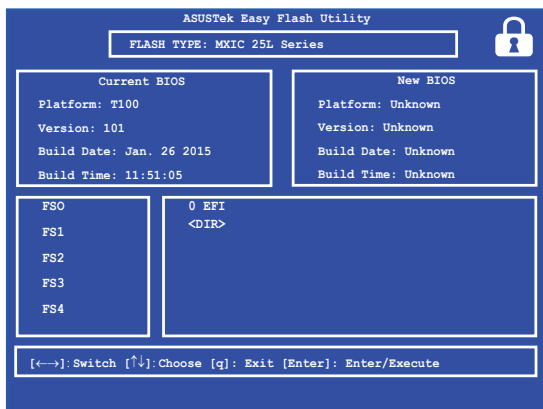 ASUSTek Easy Flash Utility
FLASH TYPE: MXIC 25L Series
Current BIOS
Platform: T100
Version: 101
Build Date: Jan. 26 2015
Build Time: 11:51:05
New BIOS
Platform: Unknown
Version: Unknown
Build Date: Unknown
Build Time: Unknown
FSO
FS1
FS2
FS3
FS4
0 EFI
<DIR>
[←→]: Switch [↑↓]: Choose [q]: Exit [Enter]: Enter/Execute